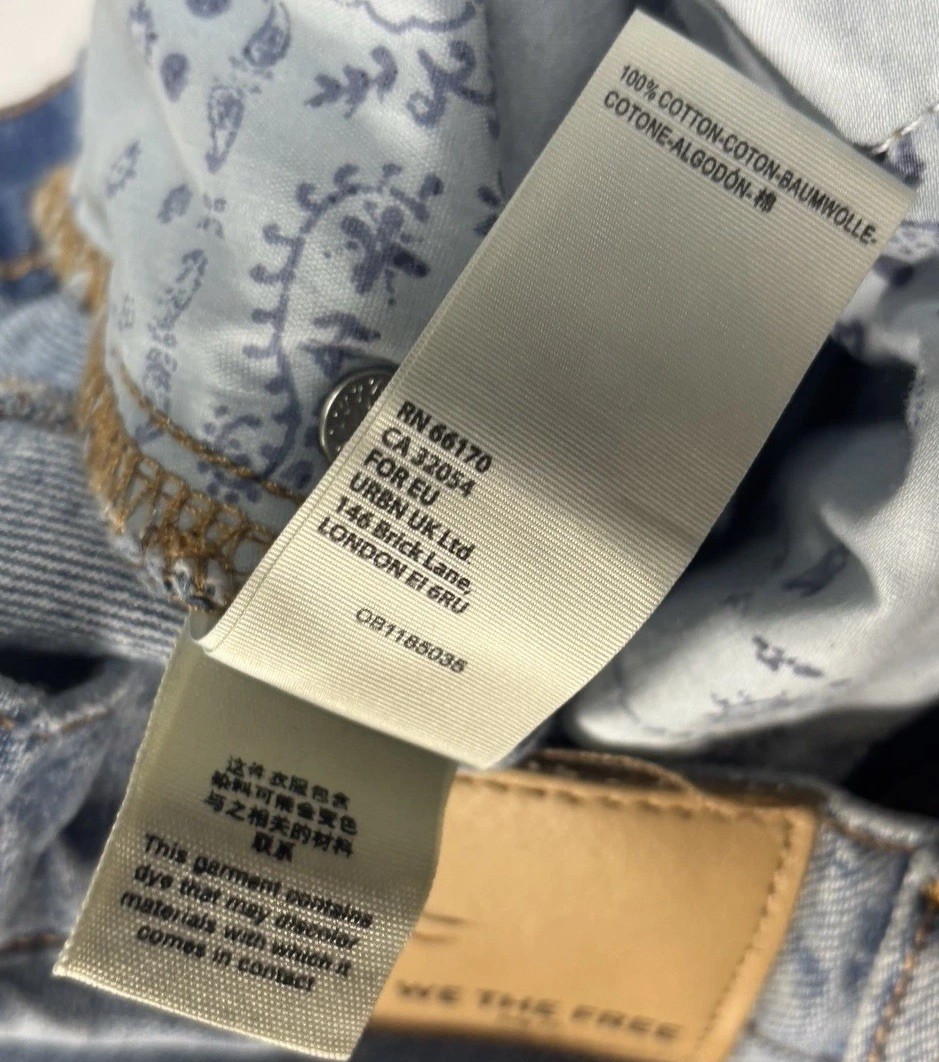 100% COTTON-COTON-BAUMWOLLE-
COTONE-ALGODÓN-棉
RN 66170
CA 32054
FOR EU
URBN UK Ltd.
146 Brick Lane,
LONDON EI 6RU
OB1185035
这件衣服包含
染料可能会变色
与之相关的材料
联系
This garment contains
dye that may discolor
materials with which it
comes in contact
WE THE FREE